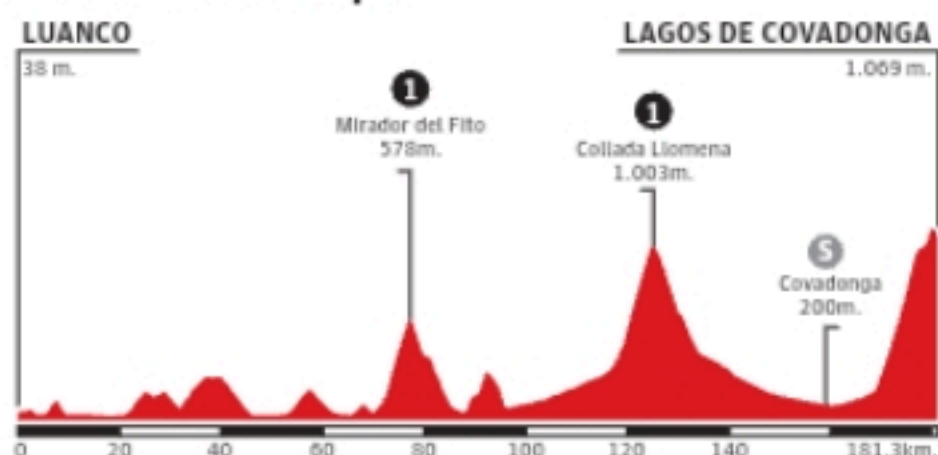 LUANCO
38 m.
LAGOS DE COVADONGA
1.069 m.
1
Mirador del Fito
578m.
1
Collada Llomena
1.003m.
S
Covadonga
200m.
0 20 40 60 80 100 120 140 181.3km.